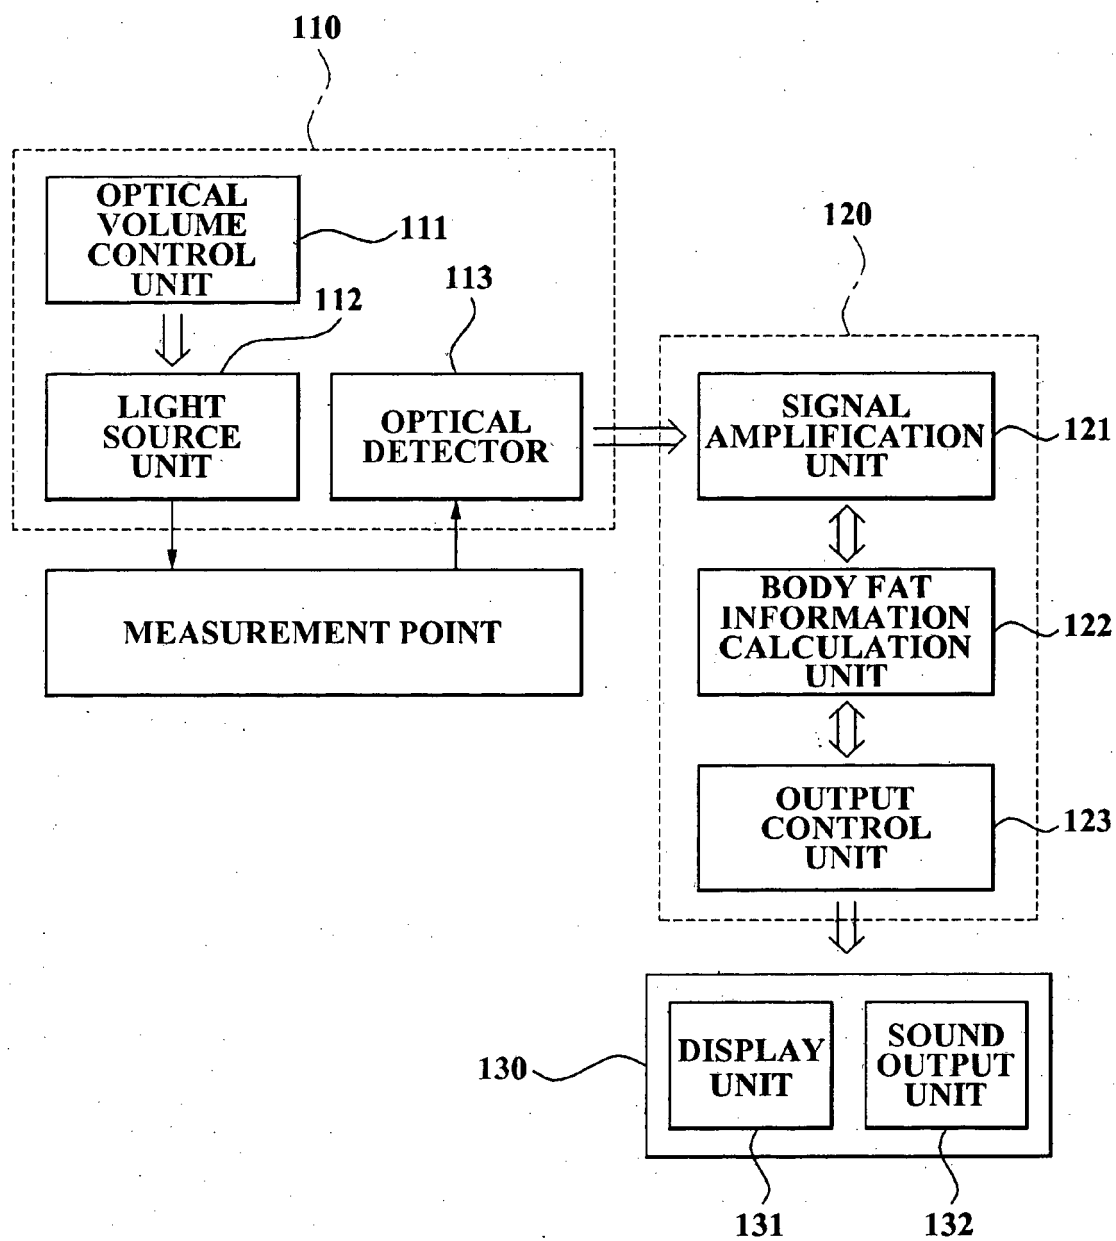 110
OPTICAL
VOLUME
CONTROL
UNIT
111
112
113
LIGHT
SOURCE
UNIT
OPTICAL
DETECTOR
MEASUREMENT POINT
120
SIGNAL
AMPLIFICATION
UNIT
121
BODY FAT
INFORMATION
CALCULATION
UNIT
122
OUTPUT
CONTROL
UNIT
123
130
DISPLAY
UNIT
SOUND
OUTPUT
UNIT
131
132